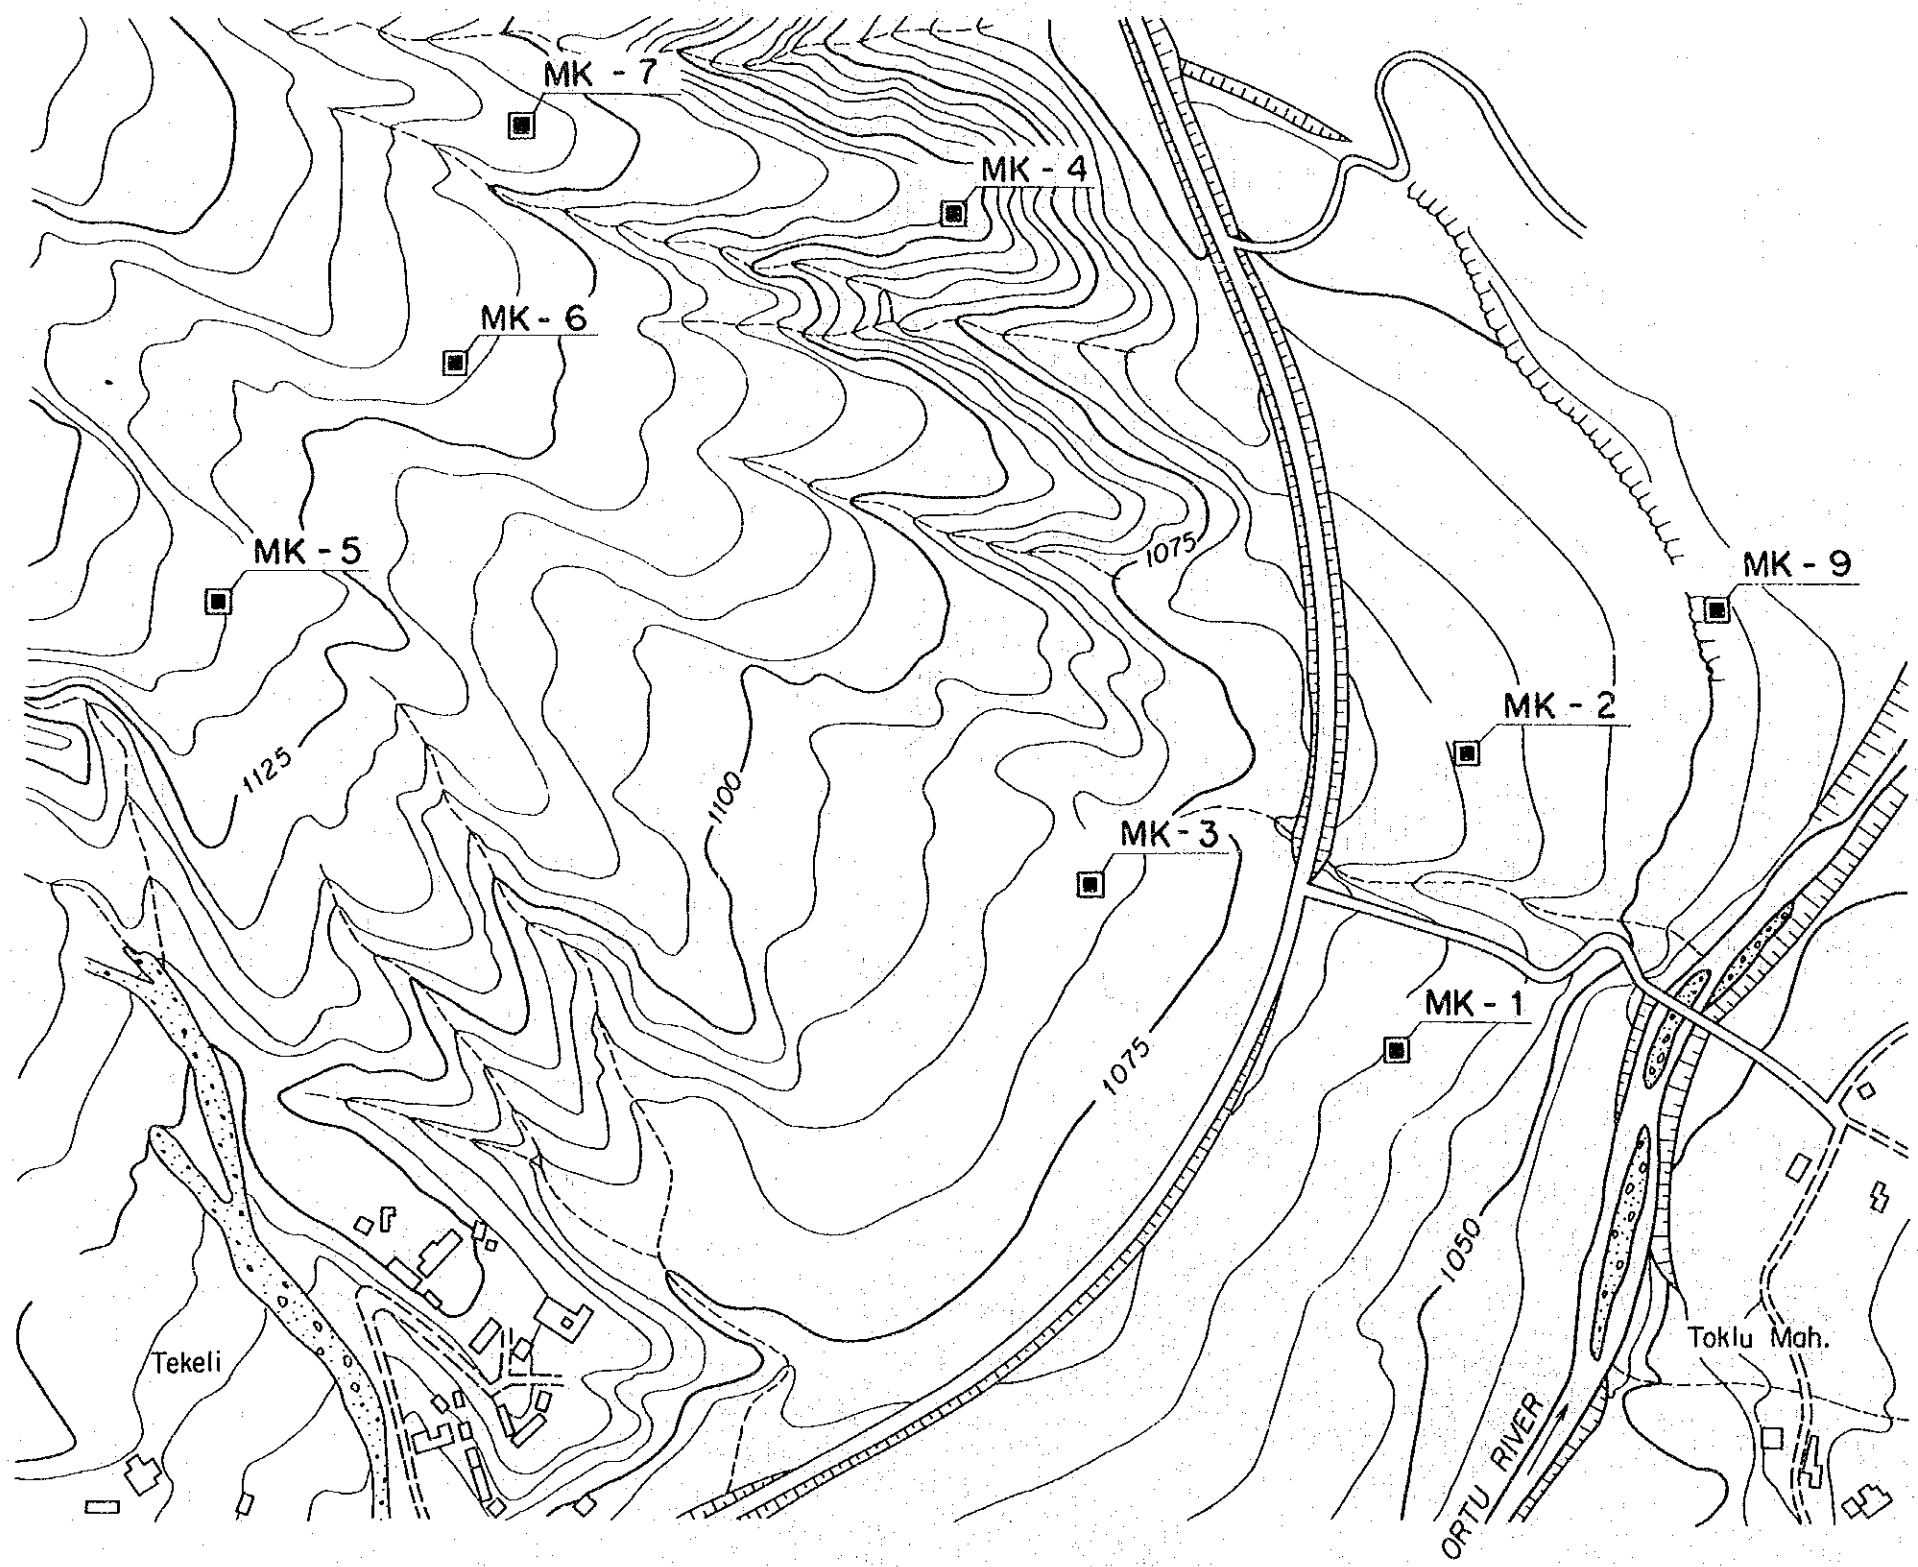 MK - 7
MK - 4
MK - 6
MK - 5
1075
MK - 9
MK - 2
1125
1100
MK - 3
MK - 1
1075
1050
Tekeli
Toklu Mah.
ORTU RIVER